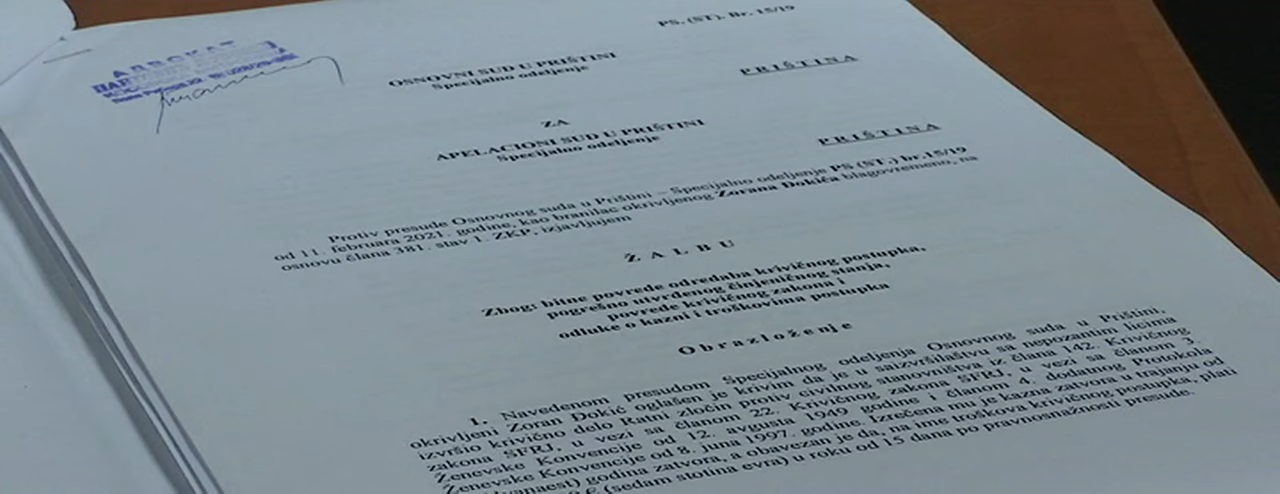 PS. (ST). Br. 15/19
АДВОКАТ
OSNOVNI SUD U PRIŠTINI
Specijalno odeljenje
PRIŠTINA
ZA
APELACIONI SUD U PRIŠTINI
Specijalno odeljenje
PRIŠTINA
Protiv presude Osnovnog suda u Prištini – Specijalno odeljenje PS (ST.) br.15/19
od 11. februara 2021. godine, kao branilac okrivljenog Zorana Dokića blagovremeno, na
osnovu člana 381. stav 1. ZKP, izjavljujem
ŽALBU
Zbog: bitne povrede odredaba krivičnog postupka,
pogrešno utvrđenog činjeničnog stanja,
povrede krivičnog zakona i
odluke o kazni i troškovima postupka
Obrazloženje
1. Navedenom presudom Specijalnog odeljenja Osnovnog suda u Prištini,
okrivljeni Zoran Dokić oglašen je krivim da je u saizvršilaštvu sa nepozantim licima
izvršio krivično delo Rani zločin protiv civilnog stanovništva iz člana 142. Krivičnog
zakona SFRJ, u vezi sa članom 22. Krivičnog zakona SFRJ, u vezi sa članom 3.
Ženevske Konvencije od 12. avgusta 1949 godine i članom 4. dodatnog Protokola
Ženevske Konvencije od 8. juna 1997. godine. Izrečena mu je kazna zatvora u trajanju od
godina zatvora, a obavezan je da, na ime troškova krivičnog postupka, plati
€ (sedam stotina evra) u roku od 15 dana po pravnosnažnosti presude.